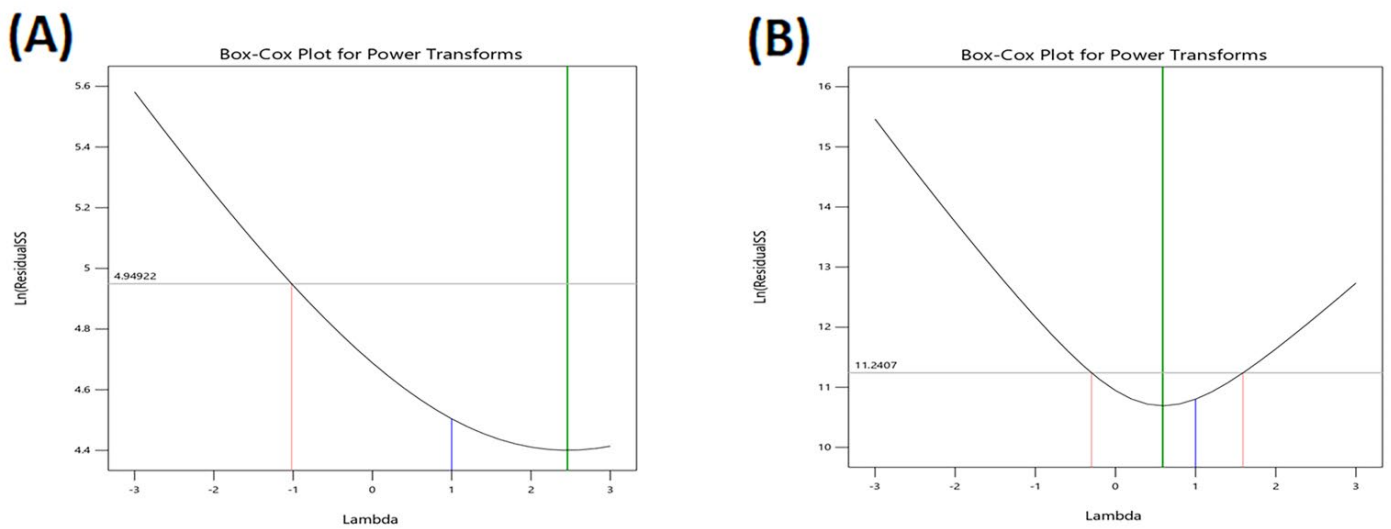 (A)
Box-Cox Plot for Power Transforms
5.6
5.4
5.2
5
4.94922
4.8
4.6
4.4
Ln(ResidualSS
-3 -2 -1 0 1 2 3
Lambda
(B)
Box-Cox Plot for Power Transforms
16
15
14
13
12
11.2407
11
10
Ln(ResidualSS
-3 -2 -1 0 1 2 3
Lambda